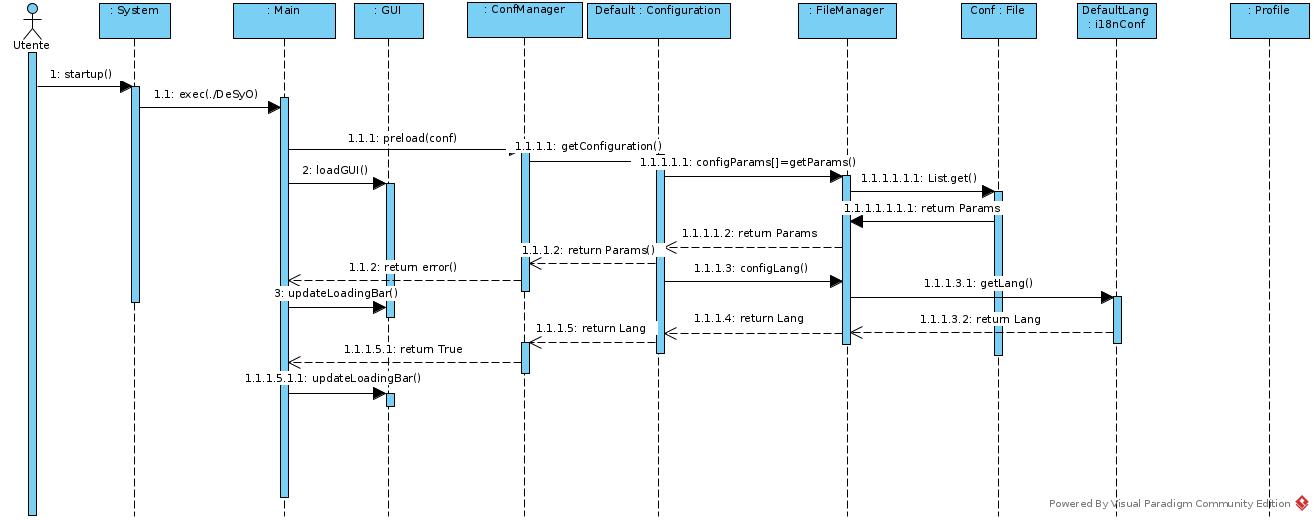 : System
: Main
: GUI
: ConfManager
Default : Configuration
: FileManager
Conf : File
DefaultLang
: i18nConf
: Profile
Utente
1: startup()
1.1: exec(./DeSyO)
1.1.1: preload(conf)
1.1.1.1: getConfiguration()
1.1.1.1.1: configParams[]=getParams()
2: loadGUI()
1.1.1.1.1.1: List.get()
1.1.1.1.1.1.1: return Params
1.1.1.1.2: return Params
1.1.1.2: return Params()
1.1.2: return error()
1.1.1.3: configLang()
1.1.1.3.1: getLang()
3: updateLoadingBar()
1.1.1.4: return Lang
1.1.1.3.2: return Lang
1.1.1.5: return Lang
1.1.1.5.1: return True
1.1.1.5.1.1: updateLoadingBar()
Powered By Visual Paradigm Community Edition